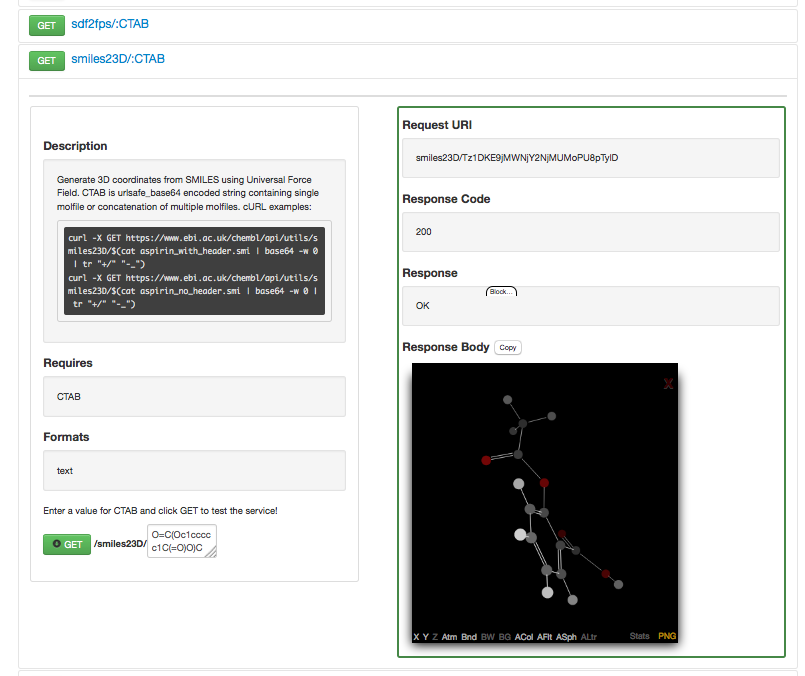 GET sdf2fps/:CTAB
GET smiles23D/:CTAB
Description
Generate 3D coordinates from SMILES using Universal Force
Field. CTAB is urlsafe_base64 encoded string containing single
molfile or concatenation of multiple molfiles. cURL examples:
curl -X GET https://www.ebi.ac.uk/chembl/api/utils/s
miles23D/$(cat aspirin_with_header.smi | base64 -w 0
| tr "+/" "-_")
curl -X GET https://www.ebi.ac.uk/chembl/api/utils/s
miles23D/$(cat aspirin_no_header.smi | base64 -w 0 |
tr "+/" "-_")
Requires
CTAB
Formats
text
Enter a value for CTAB and click GET to test the service!
GET /smiles23D/
O=C(Oc1cccc
c1C(=O)O)C
Request URI
smiles23D/Tz1DKE9jMWNjY2NjMUMoPU8pTylD
Response Code
200
Response
Block...
OK
Response Body Copy
X
X Y Z Atm Bnd BW BG ACol AFlt ASph ALtr Stats PNG